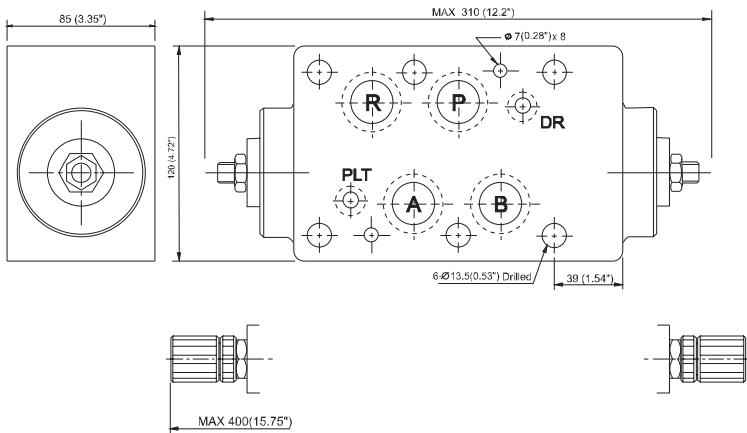 85 (3.35")
MAX 310 (12.2")
ø 7(0.28")x 8
120 (4.72")
R
P
DR
PLT
A
B
6-Ø13.5(0.53") Drilled
39 (1.54")
MAX 400(15.75")